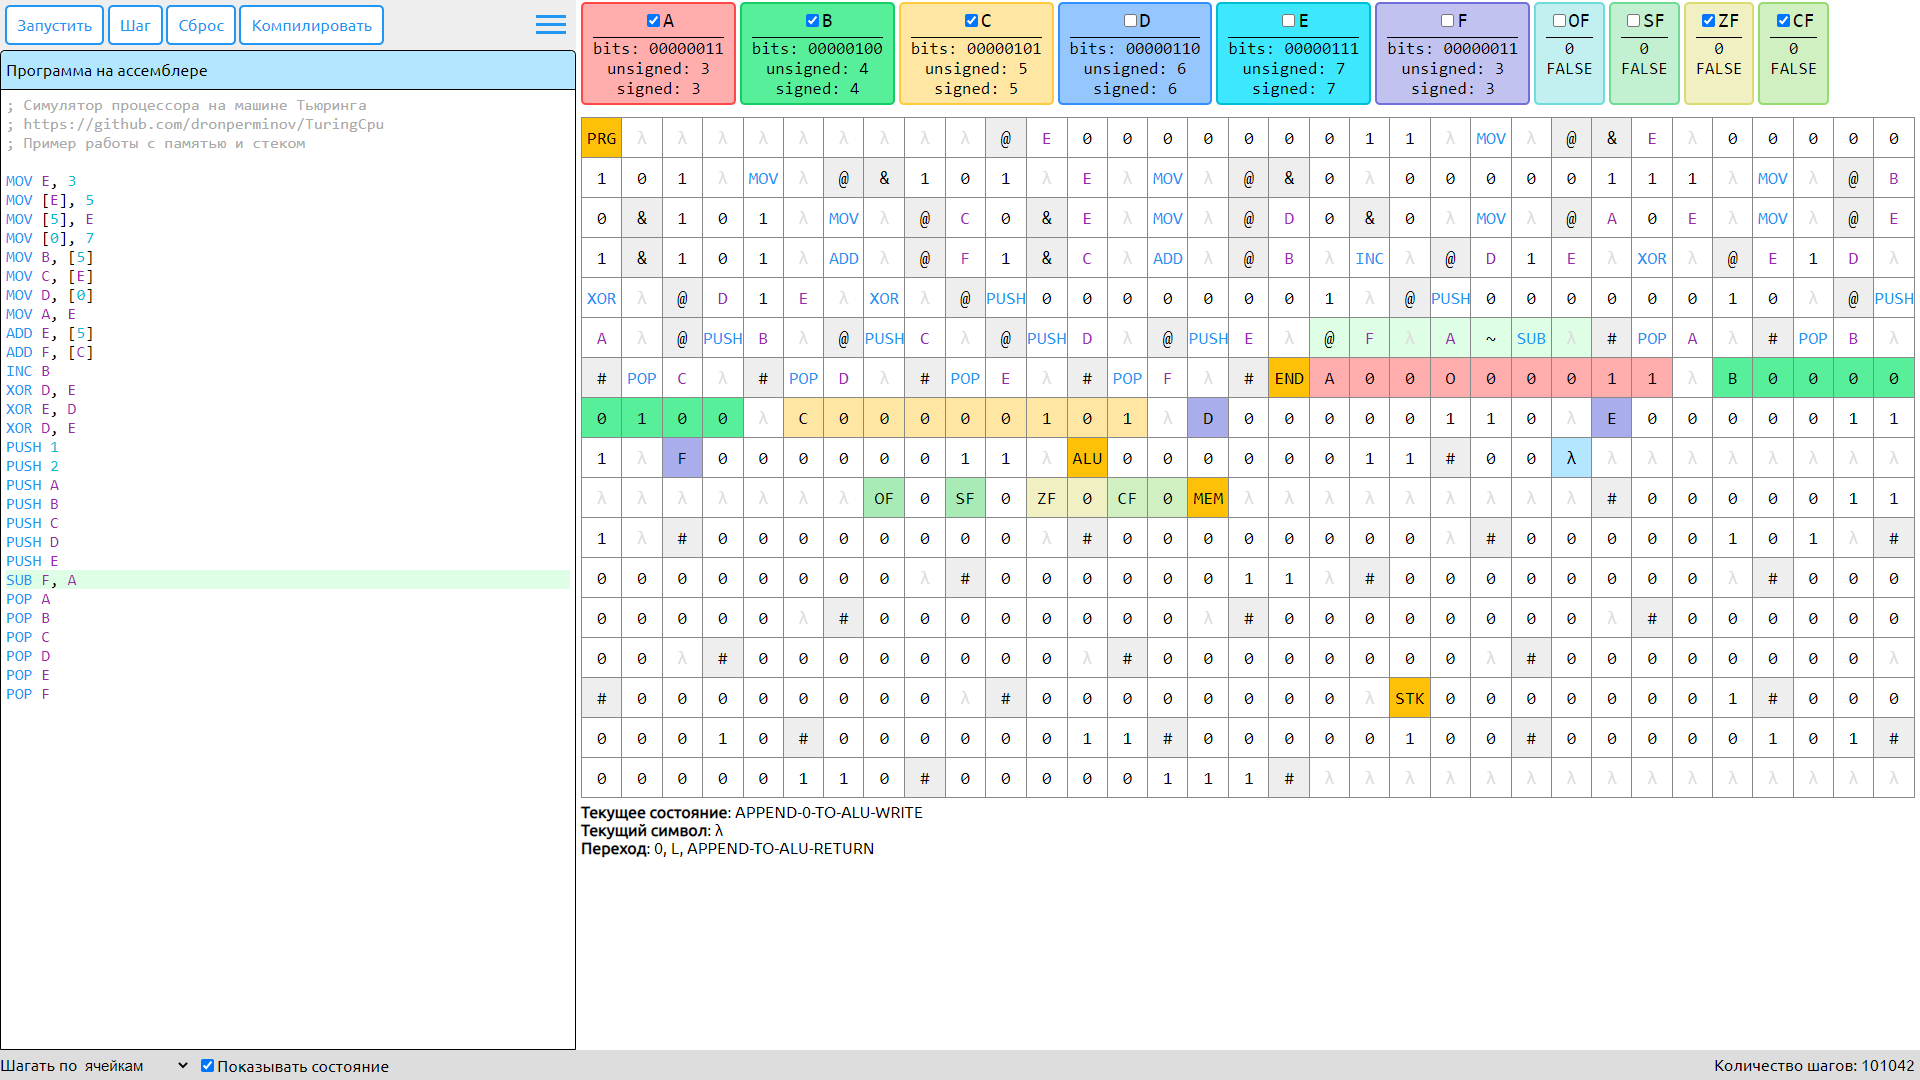 Запустить Шаг Сброс Компилировать
Программа на ассемблере
; Симулятор процессора на машине Тьюринга
; https://github.com/dronperminov/TuringCpu
; Пример работы с памятью и стеком
MOV E, 3
MOV [E], 5
MOV [5], E
MOV [0], 7
MOV B, [5]
MOV C, [E]
MOV D, [0]
MOV A, E
ADD E, [5]
ADD F, [C]
INC B
XOR D, E
XOR E, D
XOR D, E
PUSH 1
PUSH 2
PUSH A
PUSH B
PUSH C
PUSH D
PUSH E
SUB F, A
POP A
POP B
POP C
POP D
POP E
POP F
A B C D E F OF SF ZF CF
bits: 00000011 bits: 00000100 bits: 00000101 bits: 00000110 bits: 00000111 bits: 00000011 0 0 0 0
unsigned: 3 unsigned: 4 unsigned: 5 unsigned: 6 unsigned: 7 unsigned: 3 FALSE FALSE FALSE FALSE
signed: 3 signed: 4 signed: 5 signed: 6 signed: 7 signed: 3
PRG λ λ λ λ λ λ λ λ λ @ E 0 0 0 0 0 0 0 1 1 λ MOV λ @ & E λ 0 0 0 0 0
1 0 1 λ MOV λ @ & 1 0 1 λ E λ MOV λ @ & 0 λ 0 0 0 0 0 1 1 1 λ MOV λ @ B
0 & 1 0 1 λ MOV λ @ C 0 & E λ MOV λ @ D 0 & 0 λ MOV λ @ A 0 E λ MOV λ @ E
1 & 1 0 1 λ ADD λ @ F 1 & C λ ADD λ @ B λ INC λ @ D 1 E λ XOR λ @ E 1 D λ
XOR λ @ D 1 E λ XOR λ @ PUSH 0 0 0 0 0 0 0 1 λ @ PUSH 0 0 0 0 0 0 1 0 λ @ PUSH
A λ @ PUSH B λ @ PUSH C λ @ PUSH D λ @ PUSH E λ @ F λ A ~ SUB λ # POP A λ # POP B λ
# POP C λ # POP D λ # POP E λ # POP F λ # END A 0 0 0 0 0 0 1 1 λ B 0 0 0 0
0 1 0 0 λ C 0 0 0 0 0 1 0 1 λ D 0 0 0 0 0 1 1 0 λ E 0 0 0 0 0 1 1
1 λ F 0 0 0 0 0 0 1 1 λ ALU 0 0 0 0 0 0 1 1 # 0 0 λ λ λ λ λ λ λ λ λ
λ λ λ λ λ λ λ OF 0 SF 0 ZF 0 CF 0 MEM λ λ λ λ λ λ λ λ λ # 0 0 0 0 0 1 1
1 λ # 0 0 0 0 0 0 0 0 λ # 0 0 0 0 0 0 0 0 λ # 0 0 0 0 0 1 0 1 λ #
0 0 0 0 0 0 0 0 λ # 0 0 0 0 0 0 1 1 λ # 0 0 0 0 0 0 0 0 λ # 0 0 0
0 0 0 0 0 λ # 0 0 0 0 0 0 0 0 λ # 0 0 0 0 0 0 0 0 λ # 0 0 0 0 0 0
0 0 λ # 0 0 0 0 0 0 0 0 λ # 0 0 0 0 0 0 0 0 λ # 0 0 0 0 0 0 0 0 λ
# 0 0 0 0 0 0 0 0 λ # 0 0 0 0 0 0 0 0 λ STK 0 0 0 0 0 0 0 1 # 0 0 0
0 0 0 1 0 # 0 0 0 0 0 0 1 1 # 0 0 0 0 0 1 0 0 # 0 0 0 0 0 1 0 1 #
0 0 0 0 0 1 1 0 # 0 0 0 0 0 1 1 1 # λ λ λ λ λ λ λ λ λ λ λ λ λ λ λ
Текущее состояние: APPEND-0-TO-ALU-WRITE
Текущий символ: λ
Переход: 0, L, APPEND-TO-ALU-RETURN
Шагать по ячейкам Показывать состояние Количество шагов: 101042